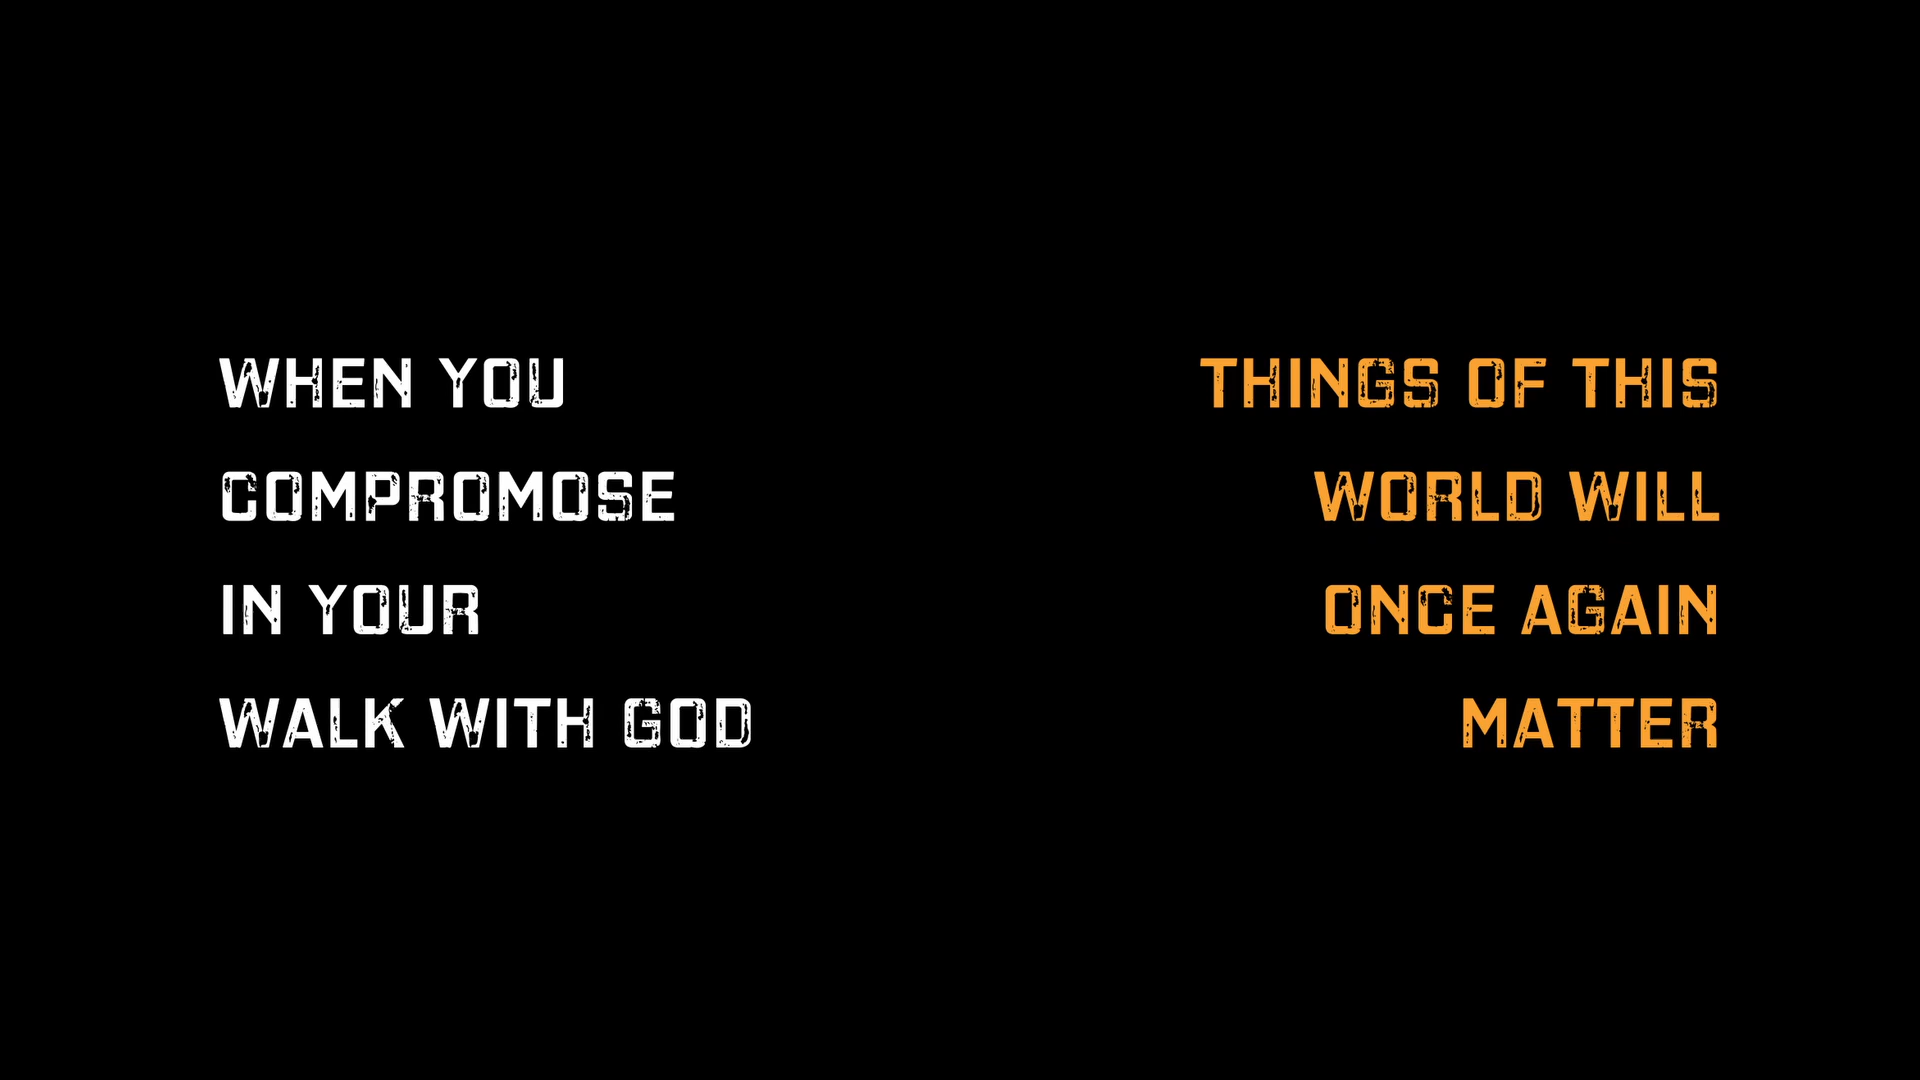 WHEN YOU
COMPROMOSE
IN YOUR
WALK WITH GOD
THINGS OF THIS
WORLD WILL
ONCE AGAIN
MATTER